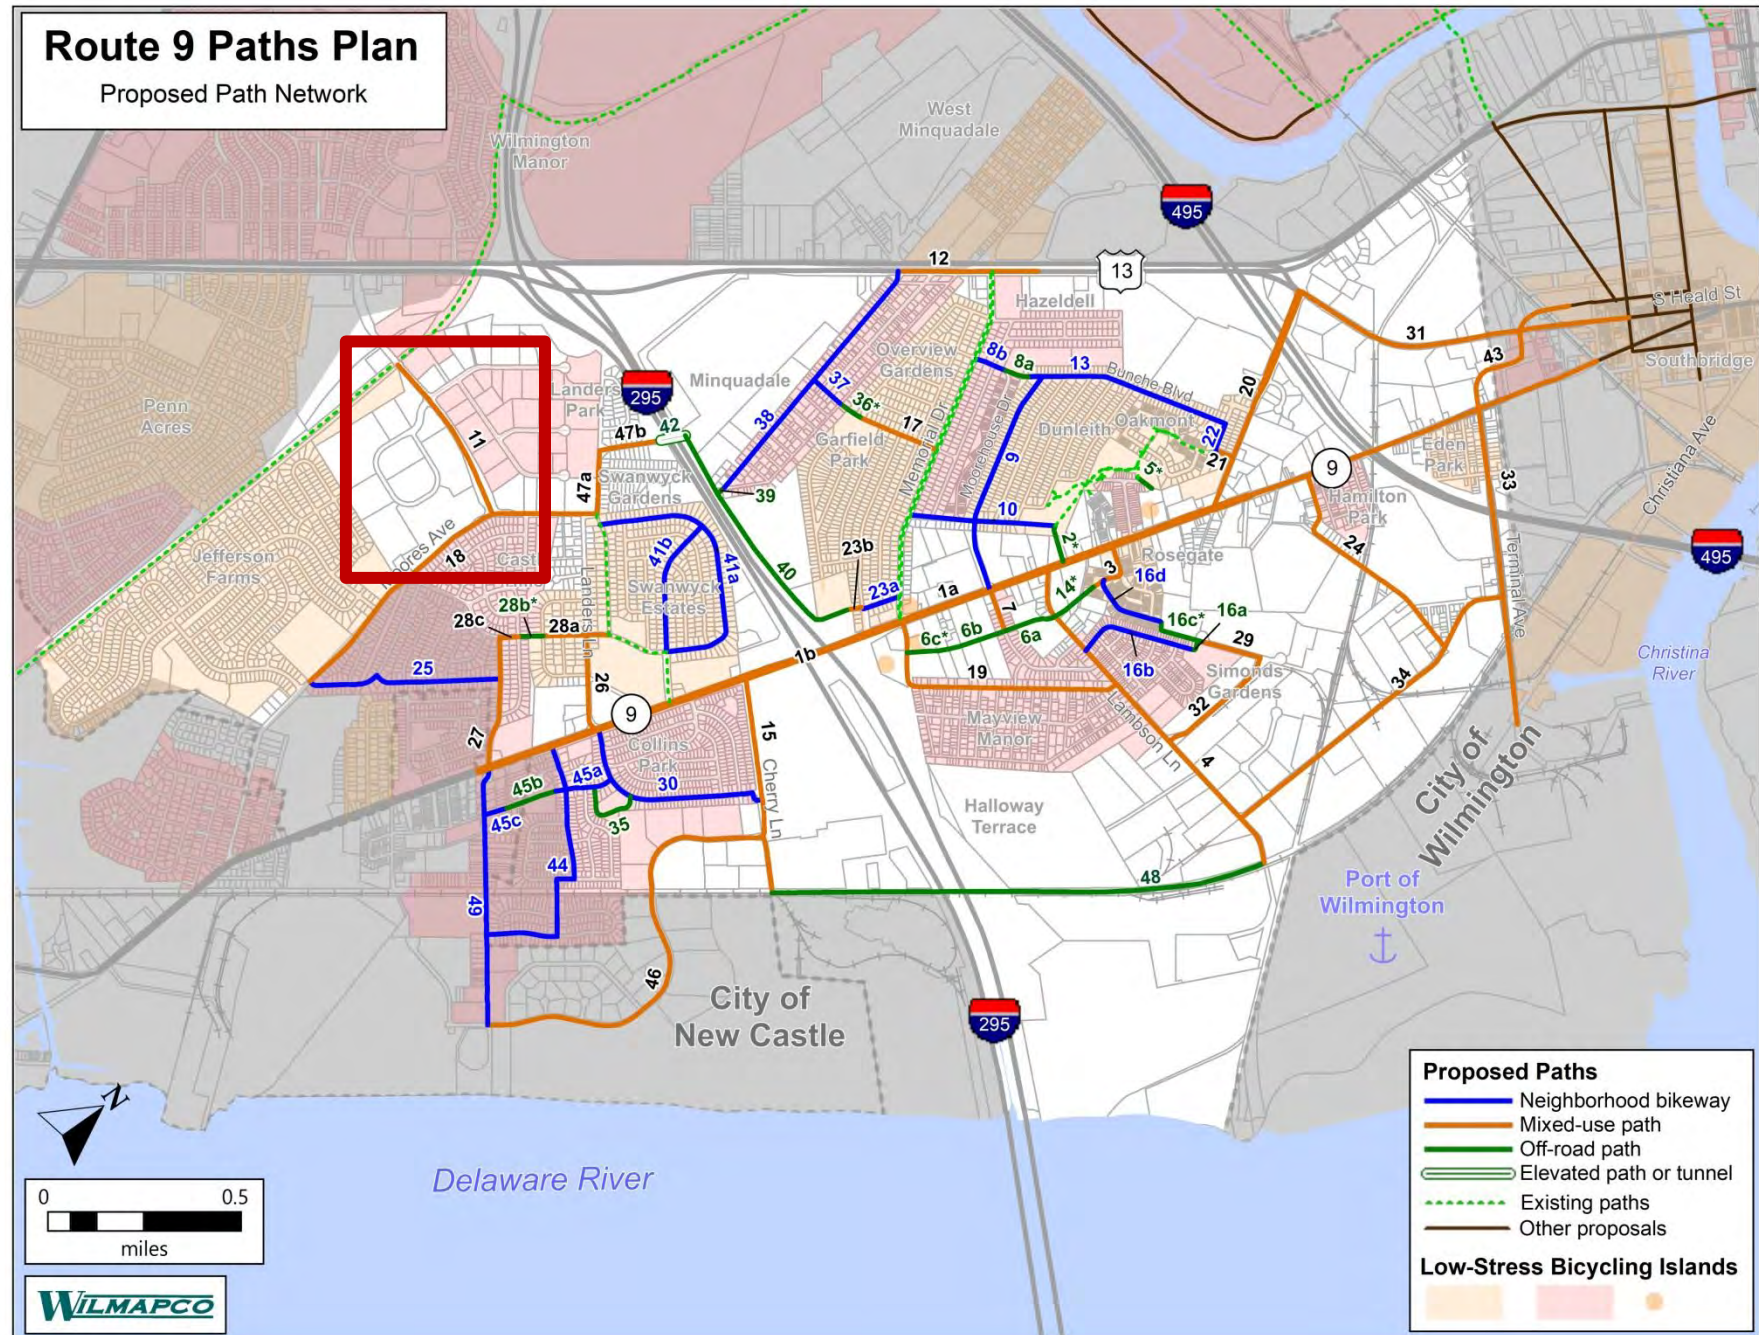 Route 9 Paths Plan
Proposed Path Network
West
Minquadale
Wilmington
Manor
495
12
13
Hazeldell
S Heald St
31
43
Southbridge
Penn
Acres
Landers
Park
295
Minquadale
Overview
Gardens
8b
8a
13
Bunche Blvd
20
11
47b
42
38
37
36*
17
Garfield
Park
Memorial Dr
Moorehouse Dr
9
Dunleith
Oakmont
22
21
5*
9
Eden
Park
33
Christiana Ave
47a
Swanwyck
Gardens
39
10
2*
Hamilton
Park
24
Terminal Ave
495
Moores Ave
18
Jefferson
Farms
Landers Ln
41b
41a
Swanwyck
Estates
40
23b
23a
1a
7
14*
3
Rosegate
16d
16c*
16a
29
28c
28b*
28a
6c*
6b
6a
16b
Simonds
Gardens
Christina
River
25
26
9
1b
19
Mayview
Manor
Lambson Ln
32
34
4
27
Collins
Park
15
Cherry Ln
45b
45a
30
45c
35
Halloway
Terrace
City of
Wilmington
44
49
48
Port of
Wilmington
46
City of
New Castle
295
N
Delaware River
0 0.5
miles
WILMAPCO
Proposed Paths
Neighborhood bikeway
Mixed-use path
Off-road path
Elevated path or tunnel
Existing paths
Other proposals
Low-Stress Bicycling Islands